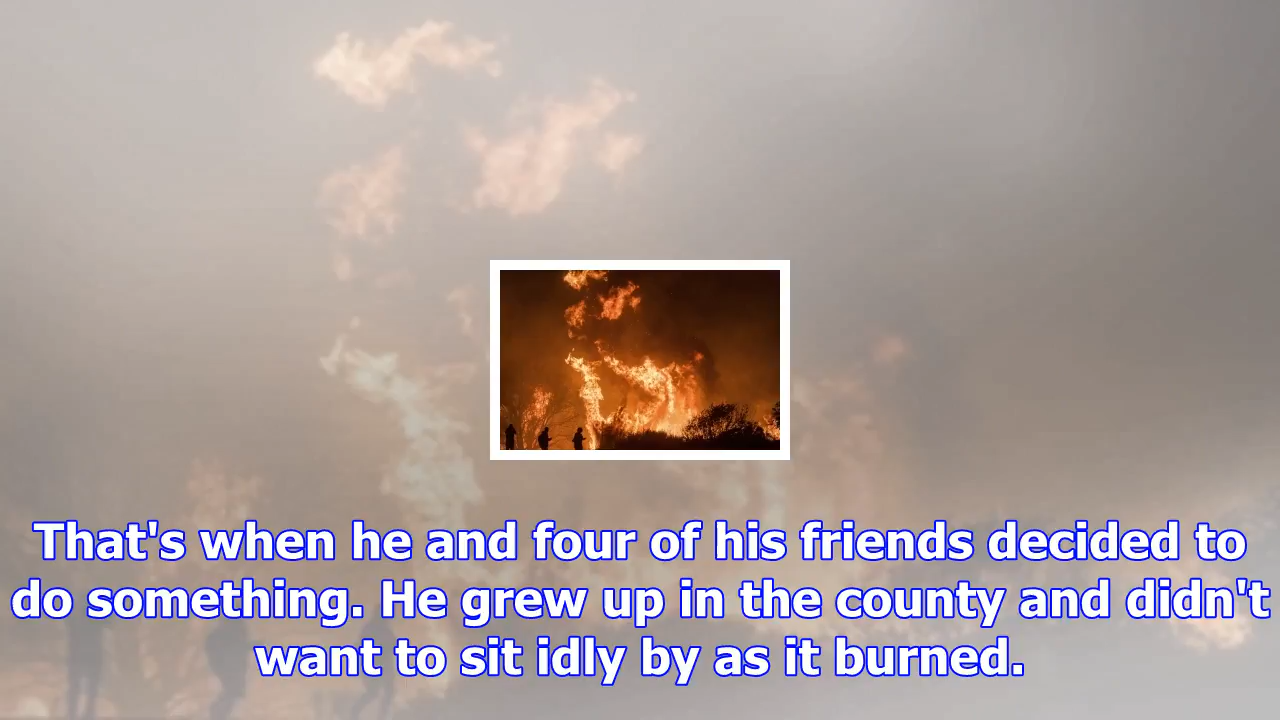 That's when he and four of his friends decided to
do something. He grew up in the county and didn't
want to sit idly by as it burned.